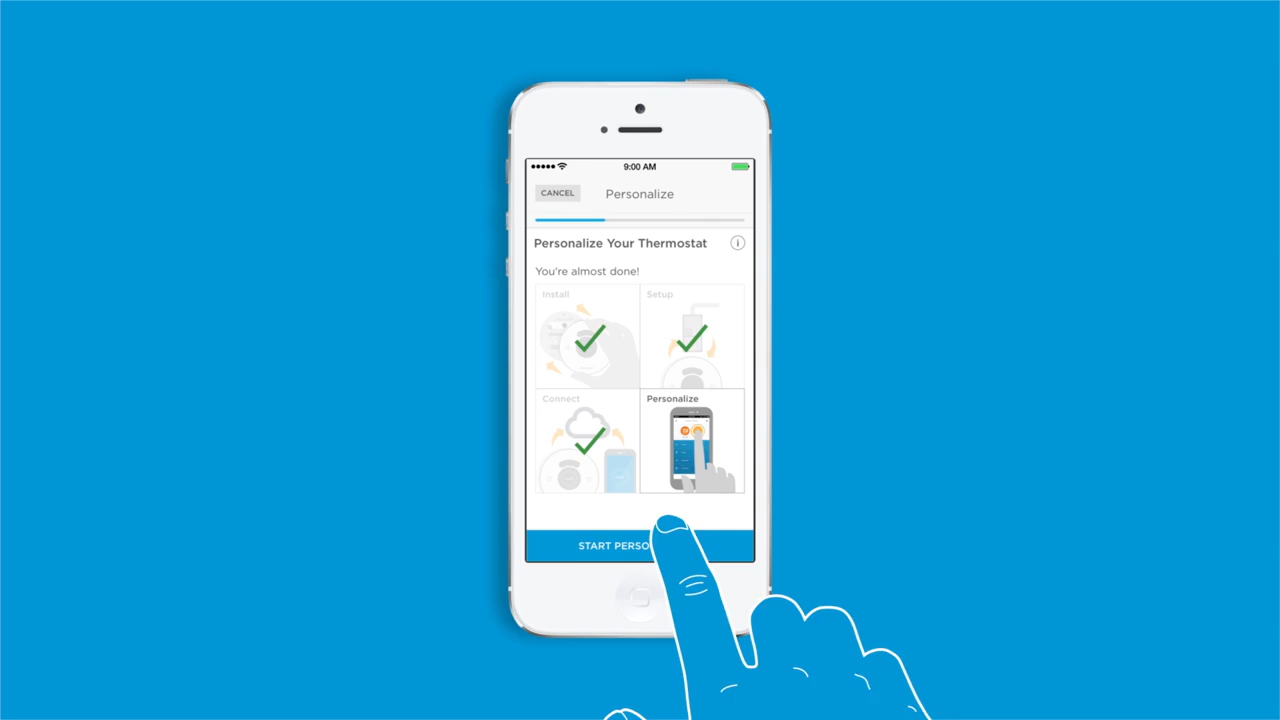 9:00 AM
CANCEL
Personalize
Personalize Your Thermostat
You're almost done!
Install
Setup
Connect
Personalize
START PERSO